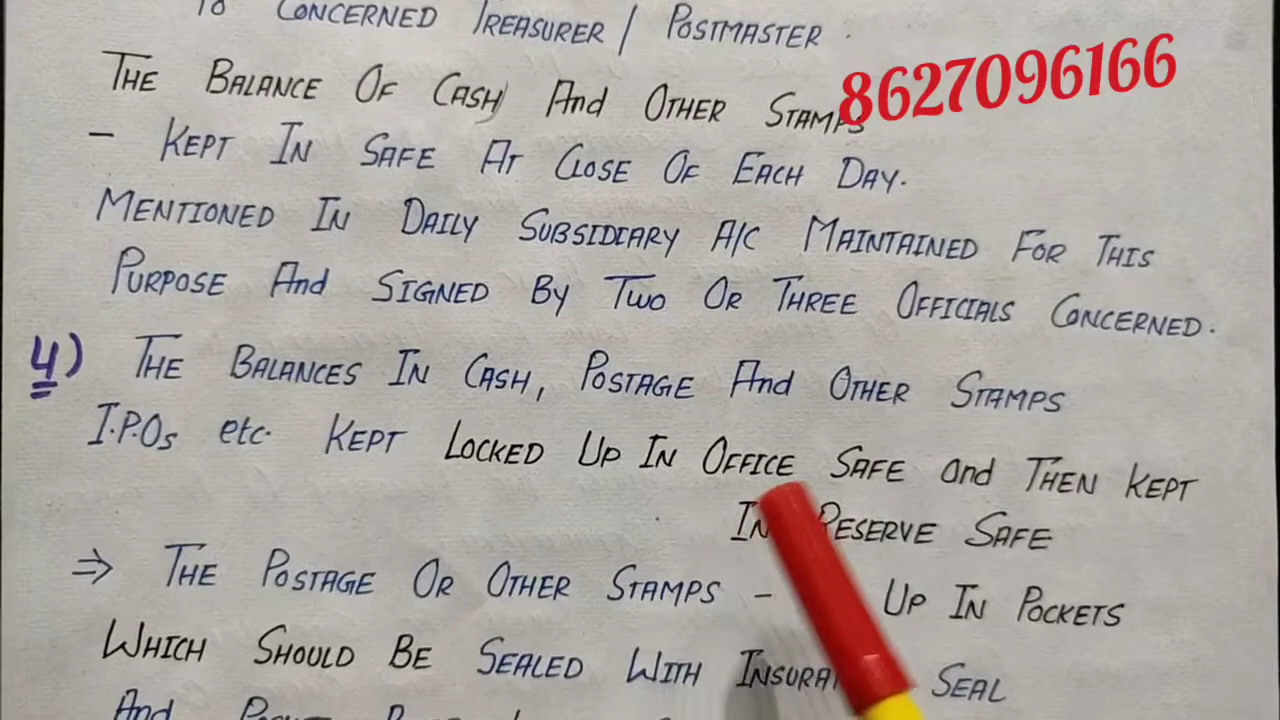 To CONCERNED TREASURER / POSTMASTER.
8627096166
THE BALANCE OF CASH And OTHER STAMPS
- KEPT IN SAFE AT CLOSE OF EACH DAY.
MENTIONED IN DAILY SUBSIDIARY A/C MAINTAINED FOR THIS
PURPOSE And SIGNED BY TWO OR THREE OFFICIALS CONCERNED.
4) THE BALANCES IN CASH, POSTAGE And OTHER STAMPS
I.P.Os etc. KEPT LOCKED UP IN OFFICE SAFE and THEN KEPT
IN RESERVE SAFE
⇒ THE POSTAGE OR OTHER STAMPS - UP IN POCKETS
WHICH SHOULD BE SEALED WITH SEAL
And